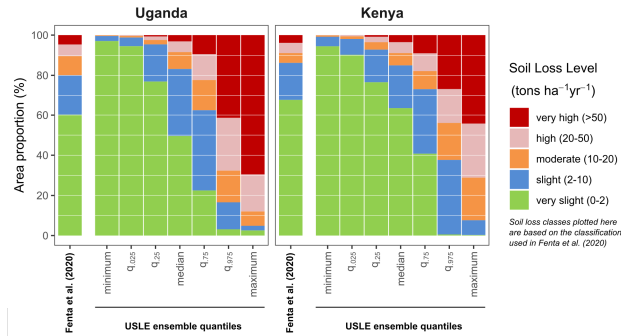 Uganda
Kenya
Area proportion (%)
100
80
60
40
20
0
Fenta et al. (2020)
minimum
q.025
q.25
median
q.75
q.975
maximum
USLE ensemble quantiles
Fenta et al. (2020)
minimum
q.025
q.25
median
q.75
q.975
maximum
USLE ensemble quantiles
Soil Loss Level
(tons ha⁻¹yr⁻¹)
very high (>50)
high (20-50)
moderate (10-20)
slight (2-10)
very slight (0-2)
Soil loss classes plotted here
are based on the classification
used in Fenta et al. (2020)